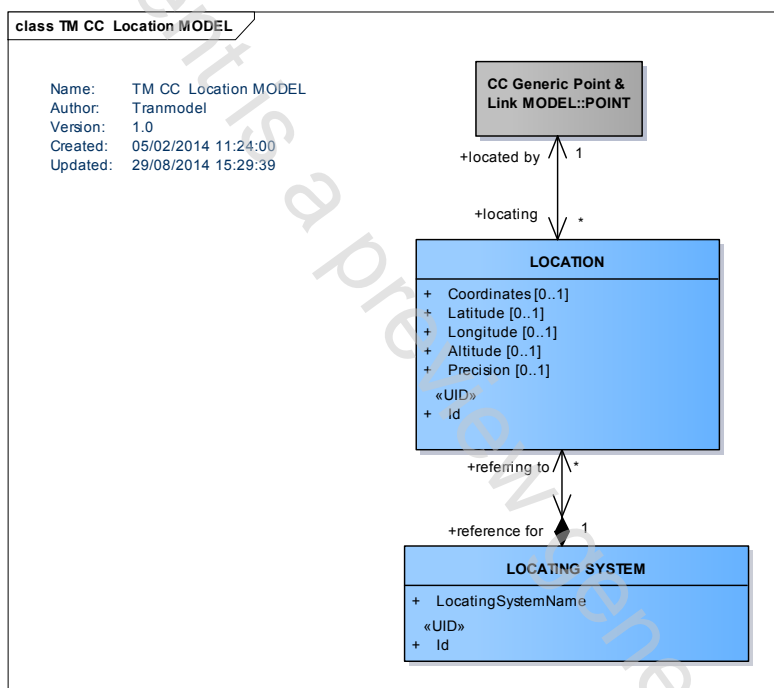 class TM CC Location MODEL
Name: TM CC Location MODEL
Author: Tranmodel
Version: 1.0
Created: 05/02/2014 11:24:00
Updated: 29/08/2014 15:29:39
CC Generic Point &
Link MODEL::POINT
+located by 1
+locating *
LOCATION
+ Coordinates [0..1]
+ Latitude [0..1]
+ Longitude [0..1]
+ Altitude [0..1]
+ Precision [0..1]
«UID»
+ Id
+referring to *
+reference for 1
LOCATING SYSTEM
+ LocatingSystemName
«UID»
+ Id
is a preview